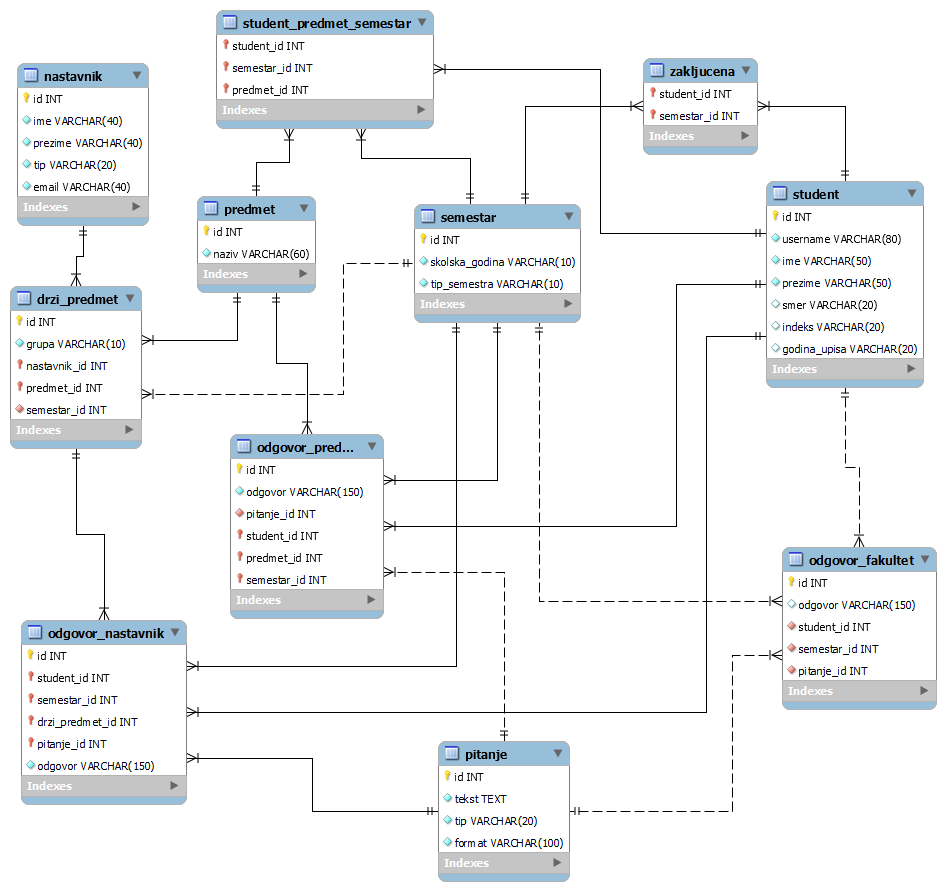 student_predmet_semestar
student_id INT
semestar_id INT
predmet_id INT
Indexes
nastavnik
id INT
ime VARCHAR(40)
prezime VARCHAR(40)
tip VARCHAR(20)
email VARCHAR(40)
Indexes
zakljucena
student_id INT
semestar_id INT
Indexes
predmet
id INT
naziv VARCHAR(60)
Indexes
semestar
id INT
skolska_godina VARCHAR(10)
tip_semestra VARCHAR(10)
Indexes
student
id INT
username VARCHAR(80)
ime VARCHAR(50)
prezime VARCHAR(50)
smer VARCHAR(20)
indeks VARCHAR(20)
godina_upisa VARCHAR(20)
Indexes
drzi_predmet
id INT
grupa VARCHAR(10)
nastavnik_id INT
predmet_id INT
semestar_id INT
Indexes
odgovor_pred...
id INT
odgovor VARCHAR(150)
pitanje_id INT
student_id INT
predmet_id INT
semestar_id INT
Indexes
odgovor_fakultet
id INT
odgovor VARCHAR(150)
student_id INT
semestar_id INT
pitanje_id INT
Indexes
odgovor_nastavnik
id INT
student_id INT
semestar_id INT
drzi_predmet_id INT
pitanje_id INT
odgovor VARCHAR(150)
Indexes
pitanje
id INT
tekst TEXT
tip VARCHAR(20)
format VARCHAR(100)
Indexes